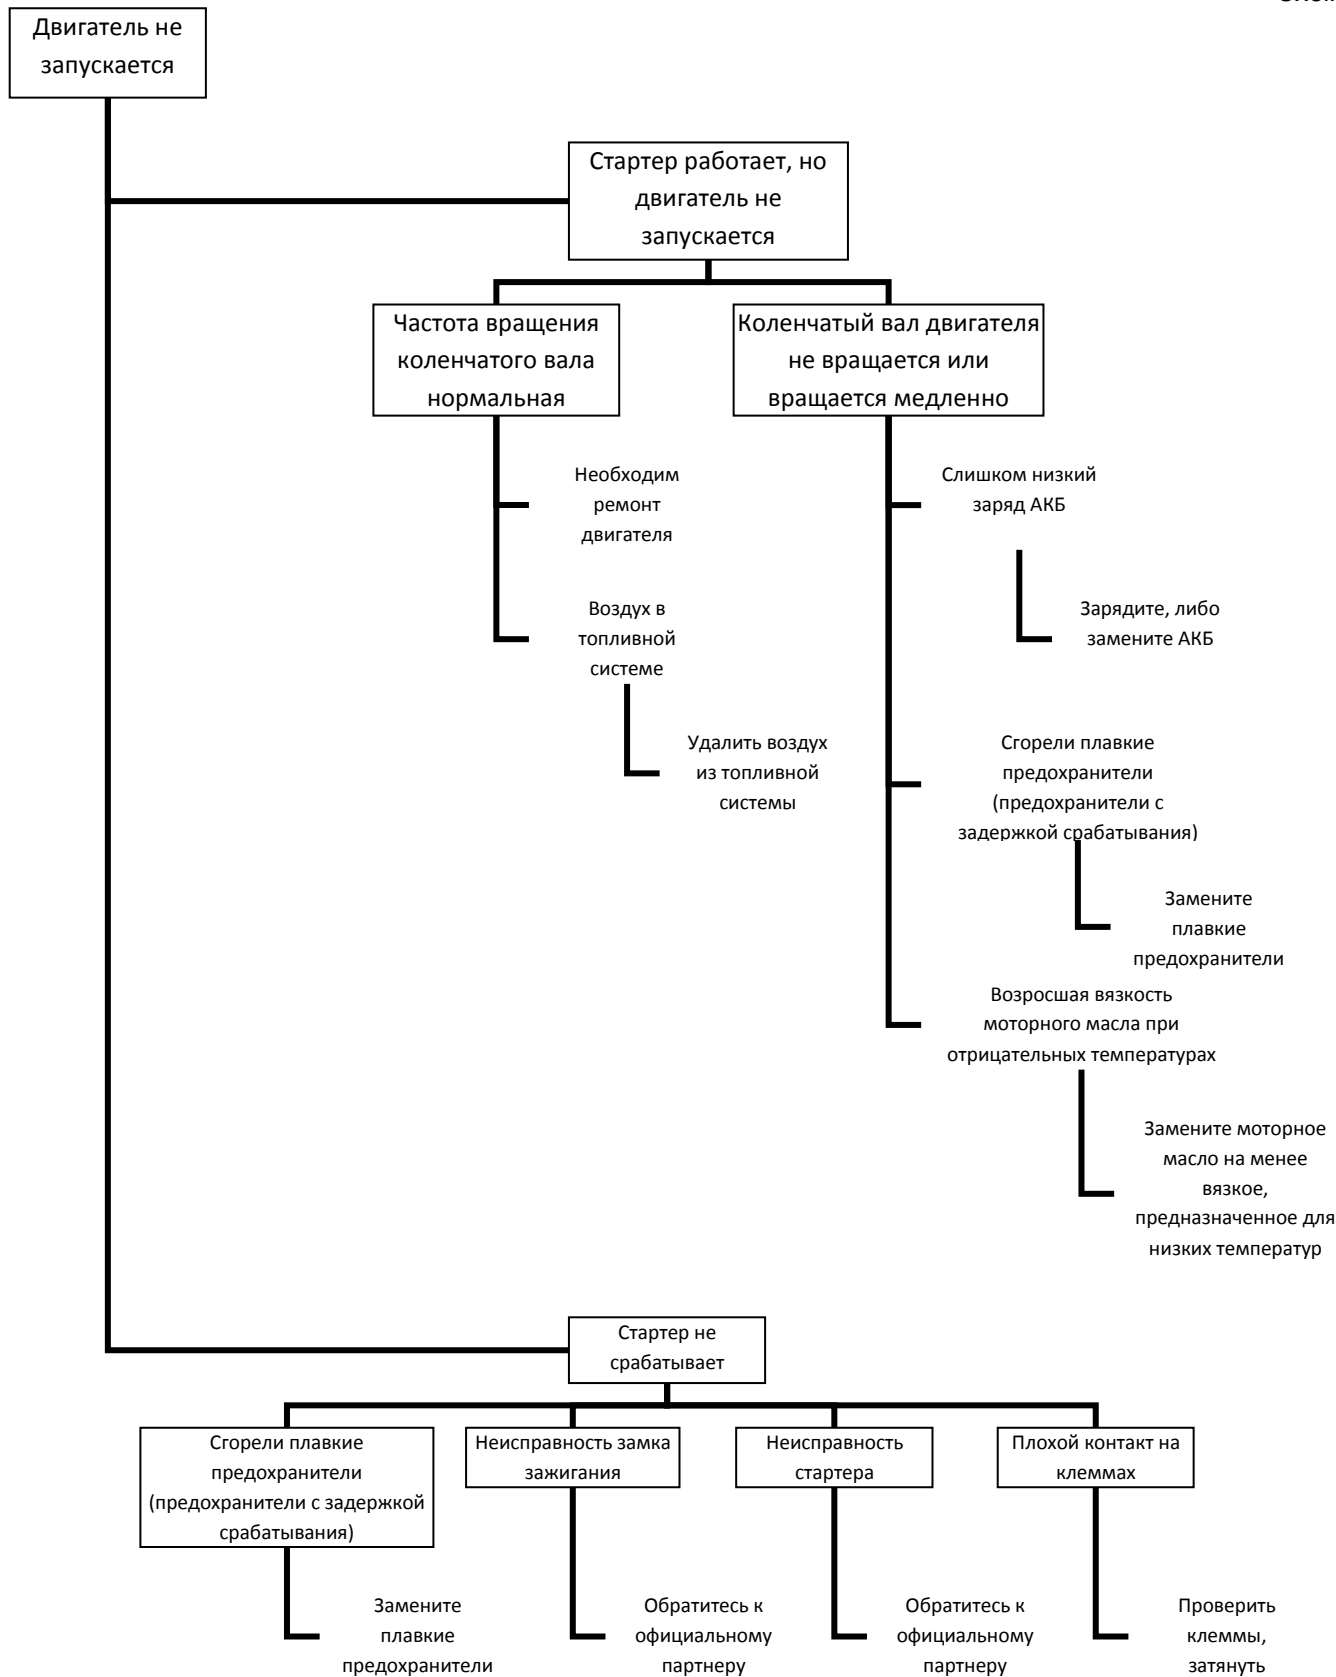 Двигатель не
запускается
Стартер работает, но
двигатель не
запускается
Частота вращения
коленчатого вала
нормальная
Коленчатый вал двигателя
не вращается или
вращается медленно
Необходим
ремонт
двигателя
Слишком низкий
заряд АКБ
Воздух в
топливной
системе
Зарядите, либо
замените АКБ
Удалить воздух
из топливной
системы
Сгорели плавкие
предохранители
(предохранители с
задержкой срабатывания)
Замените
плавкие
предохранители
Возросшая вязкость
моторного масла при
отрицательных температурах
Замените моторное
масло на менее
вязкое,
предназначенное для
низких температур
Стартер не
срабатывает
Сгорели плавкие
предохранители
(предохранители с задержкой
срабатывания)
Неисправность замка
зажигания
Неисправность
стартера
Плохой контакт на
клеммах
Замените
плавкие
предохранители
Обратитесь к
официальному
партнеру
Обратитесь к
официальному
партнеру
Проверить
клеммы,
затянуть